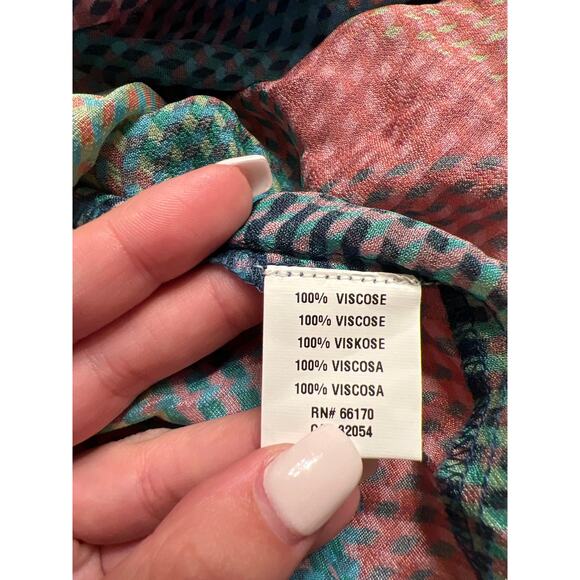 100% VISCOSE
100% VISCOSE
100% VISKOSE
100% VISCOSA
100% VISCOSA
RN# 66170
32054